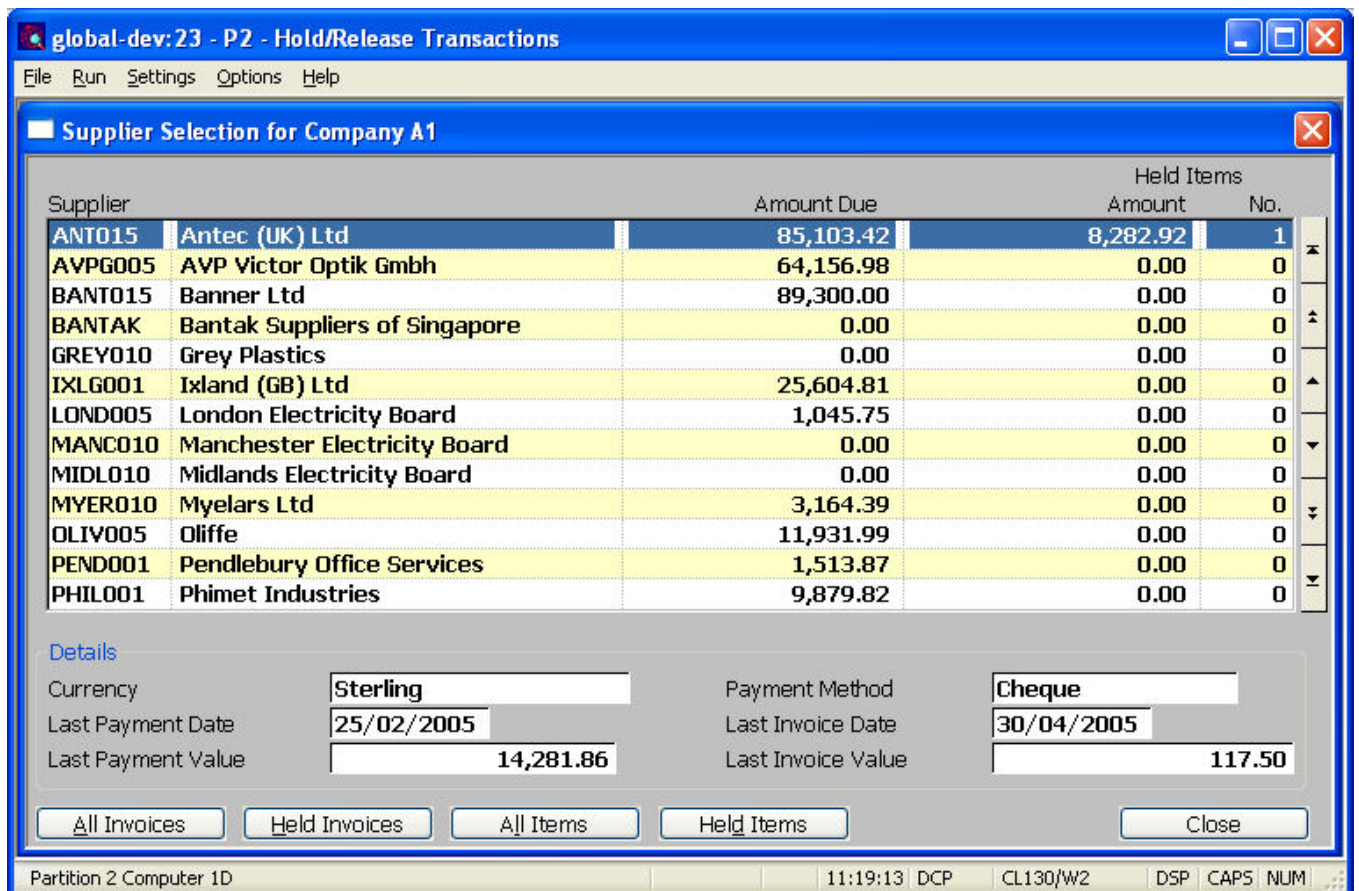 global-dev:23 - P2 - Hold/Release Transactions
File Run Settings Options Help
Supplier Selection for Company A1
Held Items
Supplier Amount Due Amount No.
ANT015 Antec (UK) Ltd 85,103.42 8,282.92 1
AVPG005 AVP Victor Optik Gmbh 64,156.98 0.00 0
BANT015 Banner Ltd 89,300.00 0.00 0
BANTAK Bantak Suppliers of Singapore 0.00 0.00 0
GREY010 Grey Plastics 0.00 0.00 0
IXLG001 Ixland (GB) Ltd 25,604.81 0.00 0
LOND005 London Electricity Board 1,045.75 0.00 0
MANC010 Manchester Electricity Board 0.00 0.00 0
MIDL010 Midlands Electricity Board 0.00 0.00 0
MYER010 Myelars Ltd 3,164.39 0.00 0
OLIV005 Oliffe 11,931.99 0.00 0
PEND001 Pendlebury Office Services 1,513.87 0.00 0
PHIL001 Phimet Industries 9,879.82 0.00 0
Details
Currency Sterling Payment Method Cheque
Last Payment Date 25/02/2005 Last Invoice Date 30/04/2005
Last Payment Value 14,281.86 Last Invoice Value 117.50
All Invoices Held Invoices All Items Held Items Close
Partition 2 Computer 1D 11:19:13 DCP CL130/W2 DSP CAPS NUM